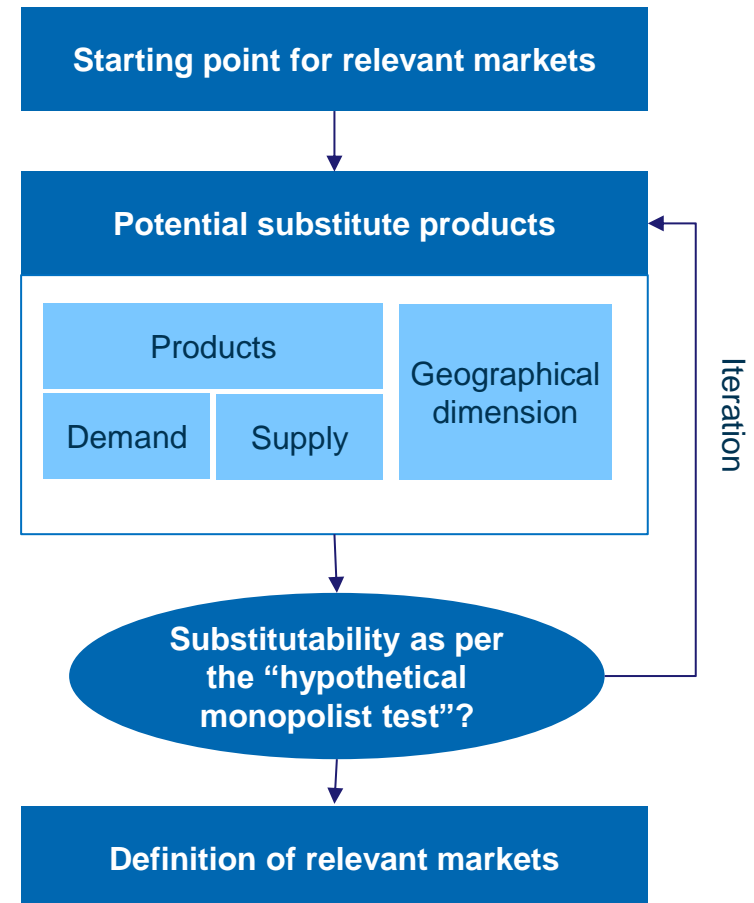 Starting point for relevant markets
Potential substitute products
Products
Demand
Supply
Geographical
dimension
Iteration
Substitutability as per
the “hypothetical
monopolist test”?
Definition of relevant markets